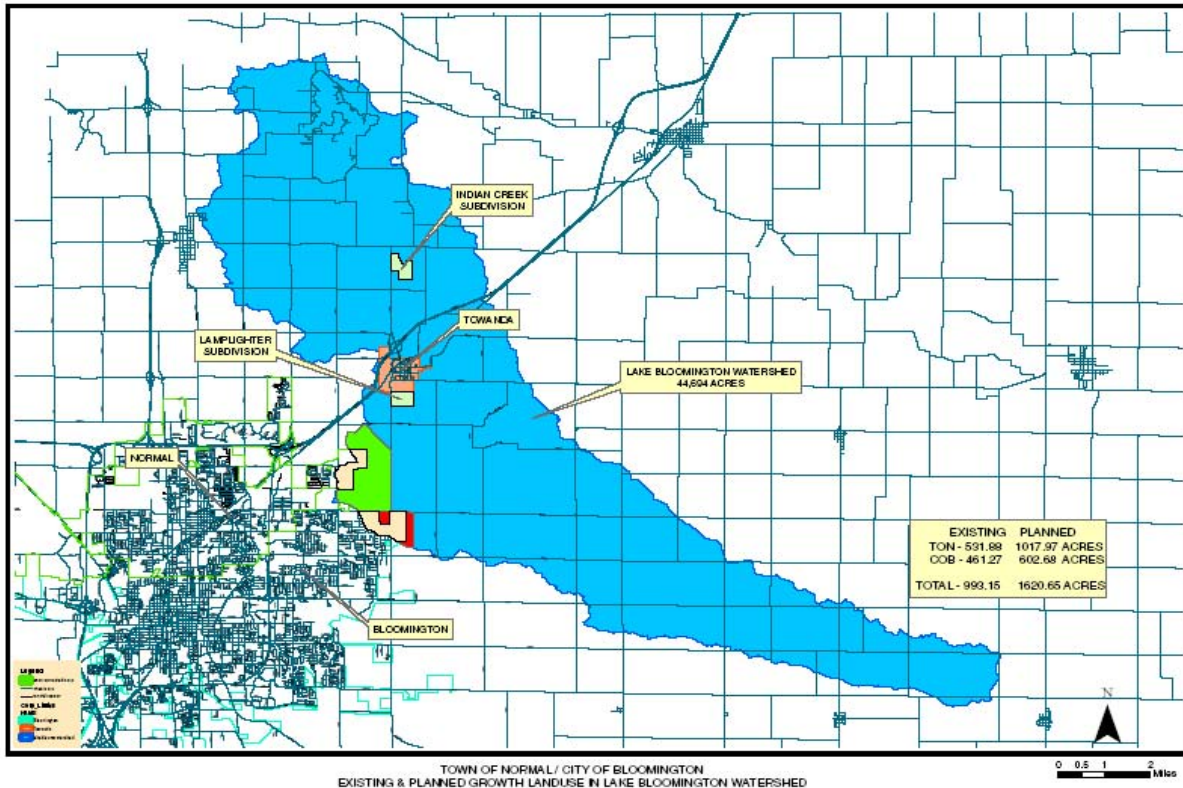 INDIAN CREEK
SUBDIVISION
TOWANDA
LAMPLIGHTER
SUBDIVISION
LAKE BLOOMINGTON WATERSHED
44,694 ACRES
NORMAL
EXISTING PLANNED
TON - 531.88 1017.97 ACRES
COB - 461.27 602.68 ACRES
TOTAL - 993.15 1620.65 ACRES
BLOOMINGTON
N
0 0.5 1 2
Miles
TOWN OF NORMAL / CITY OF BLOOMINGTON
EXISTING & PLANNED GROWTH LANDUSE IN LAKE BLOOMINGTON WATERSHED